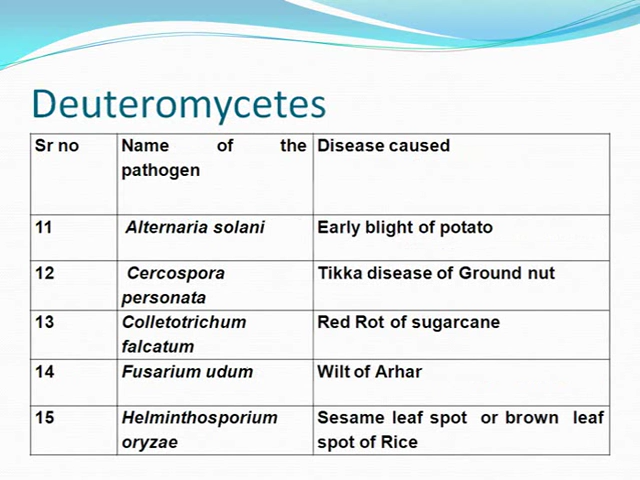 Deuteromycetes
Sr no Name of the pathogen Disease caused
11 Alternaria solani Early blight of potato
12 Cercospora personata Tikka disease of Ground nut
13 Colletotrichum falcatum Red Rot of sugarcane
14 Fusarium udum Wilt of Arhar
15 Helminthosporium oryzae Sesame leaf spot or brown leaf spot of Rice